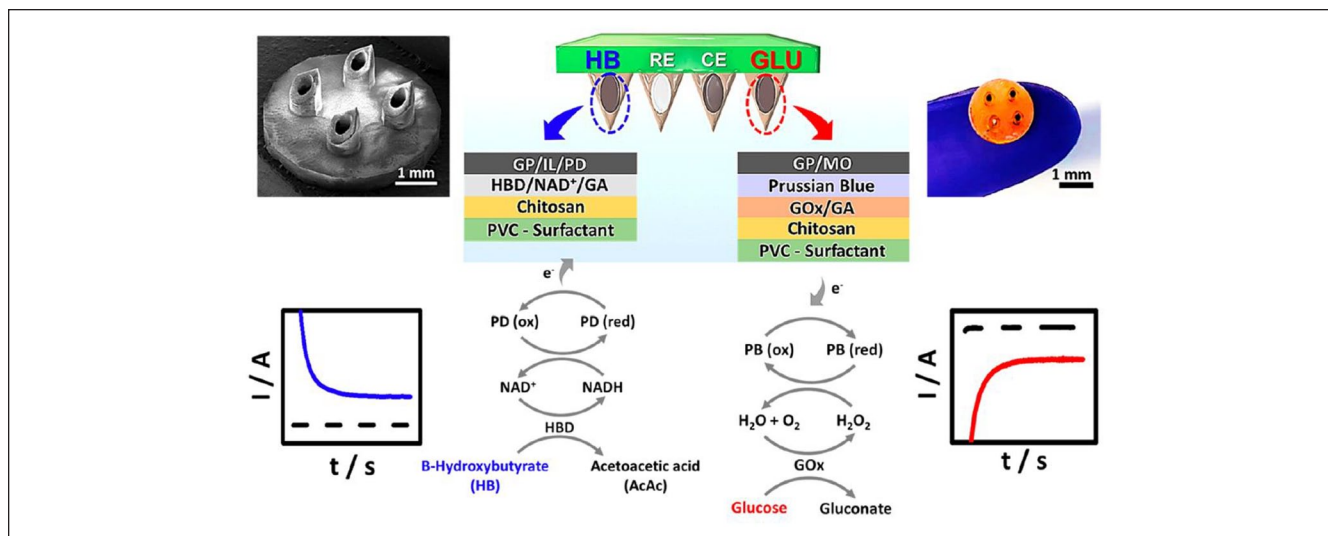 HB RE CE GLU
1 mm
1 mm
GP/IL/PD
HBD/NAD⁺/GA
Chitosan
PVC - Surfactant
GP/MO
Prussian Blue
GOx/GA
Chitosan
PVC - Surfactant
e⁻
PD (ox) PD (red)
NAD⁺ NADH
HBD
B-Hydroxybutyrate
(HB)
Acetoacetic acid
(AcAc)
e⁻
PB (ox) PB (red)
H₂O + O₂ H₂O₂
GOx
Glucose Gluconate
I / A
t / s
I / A
t / s